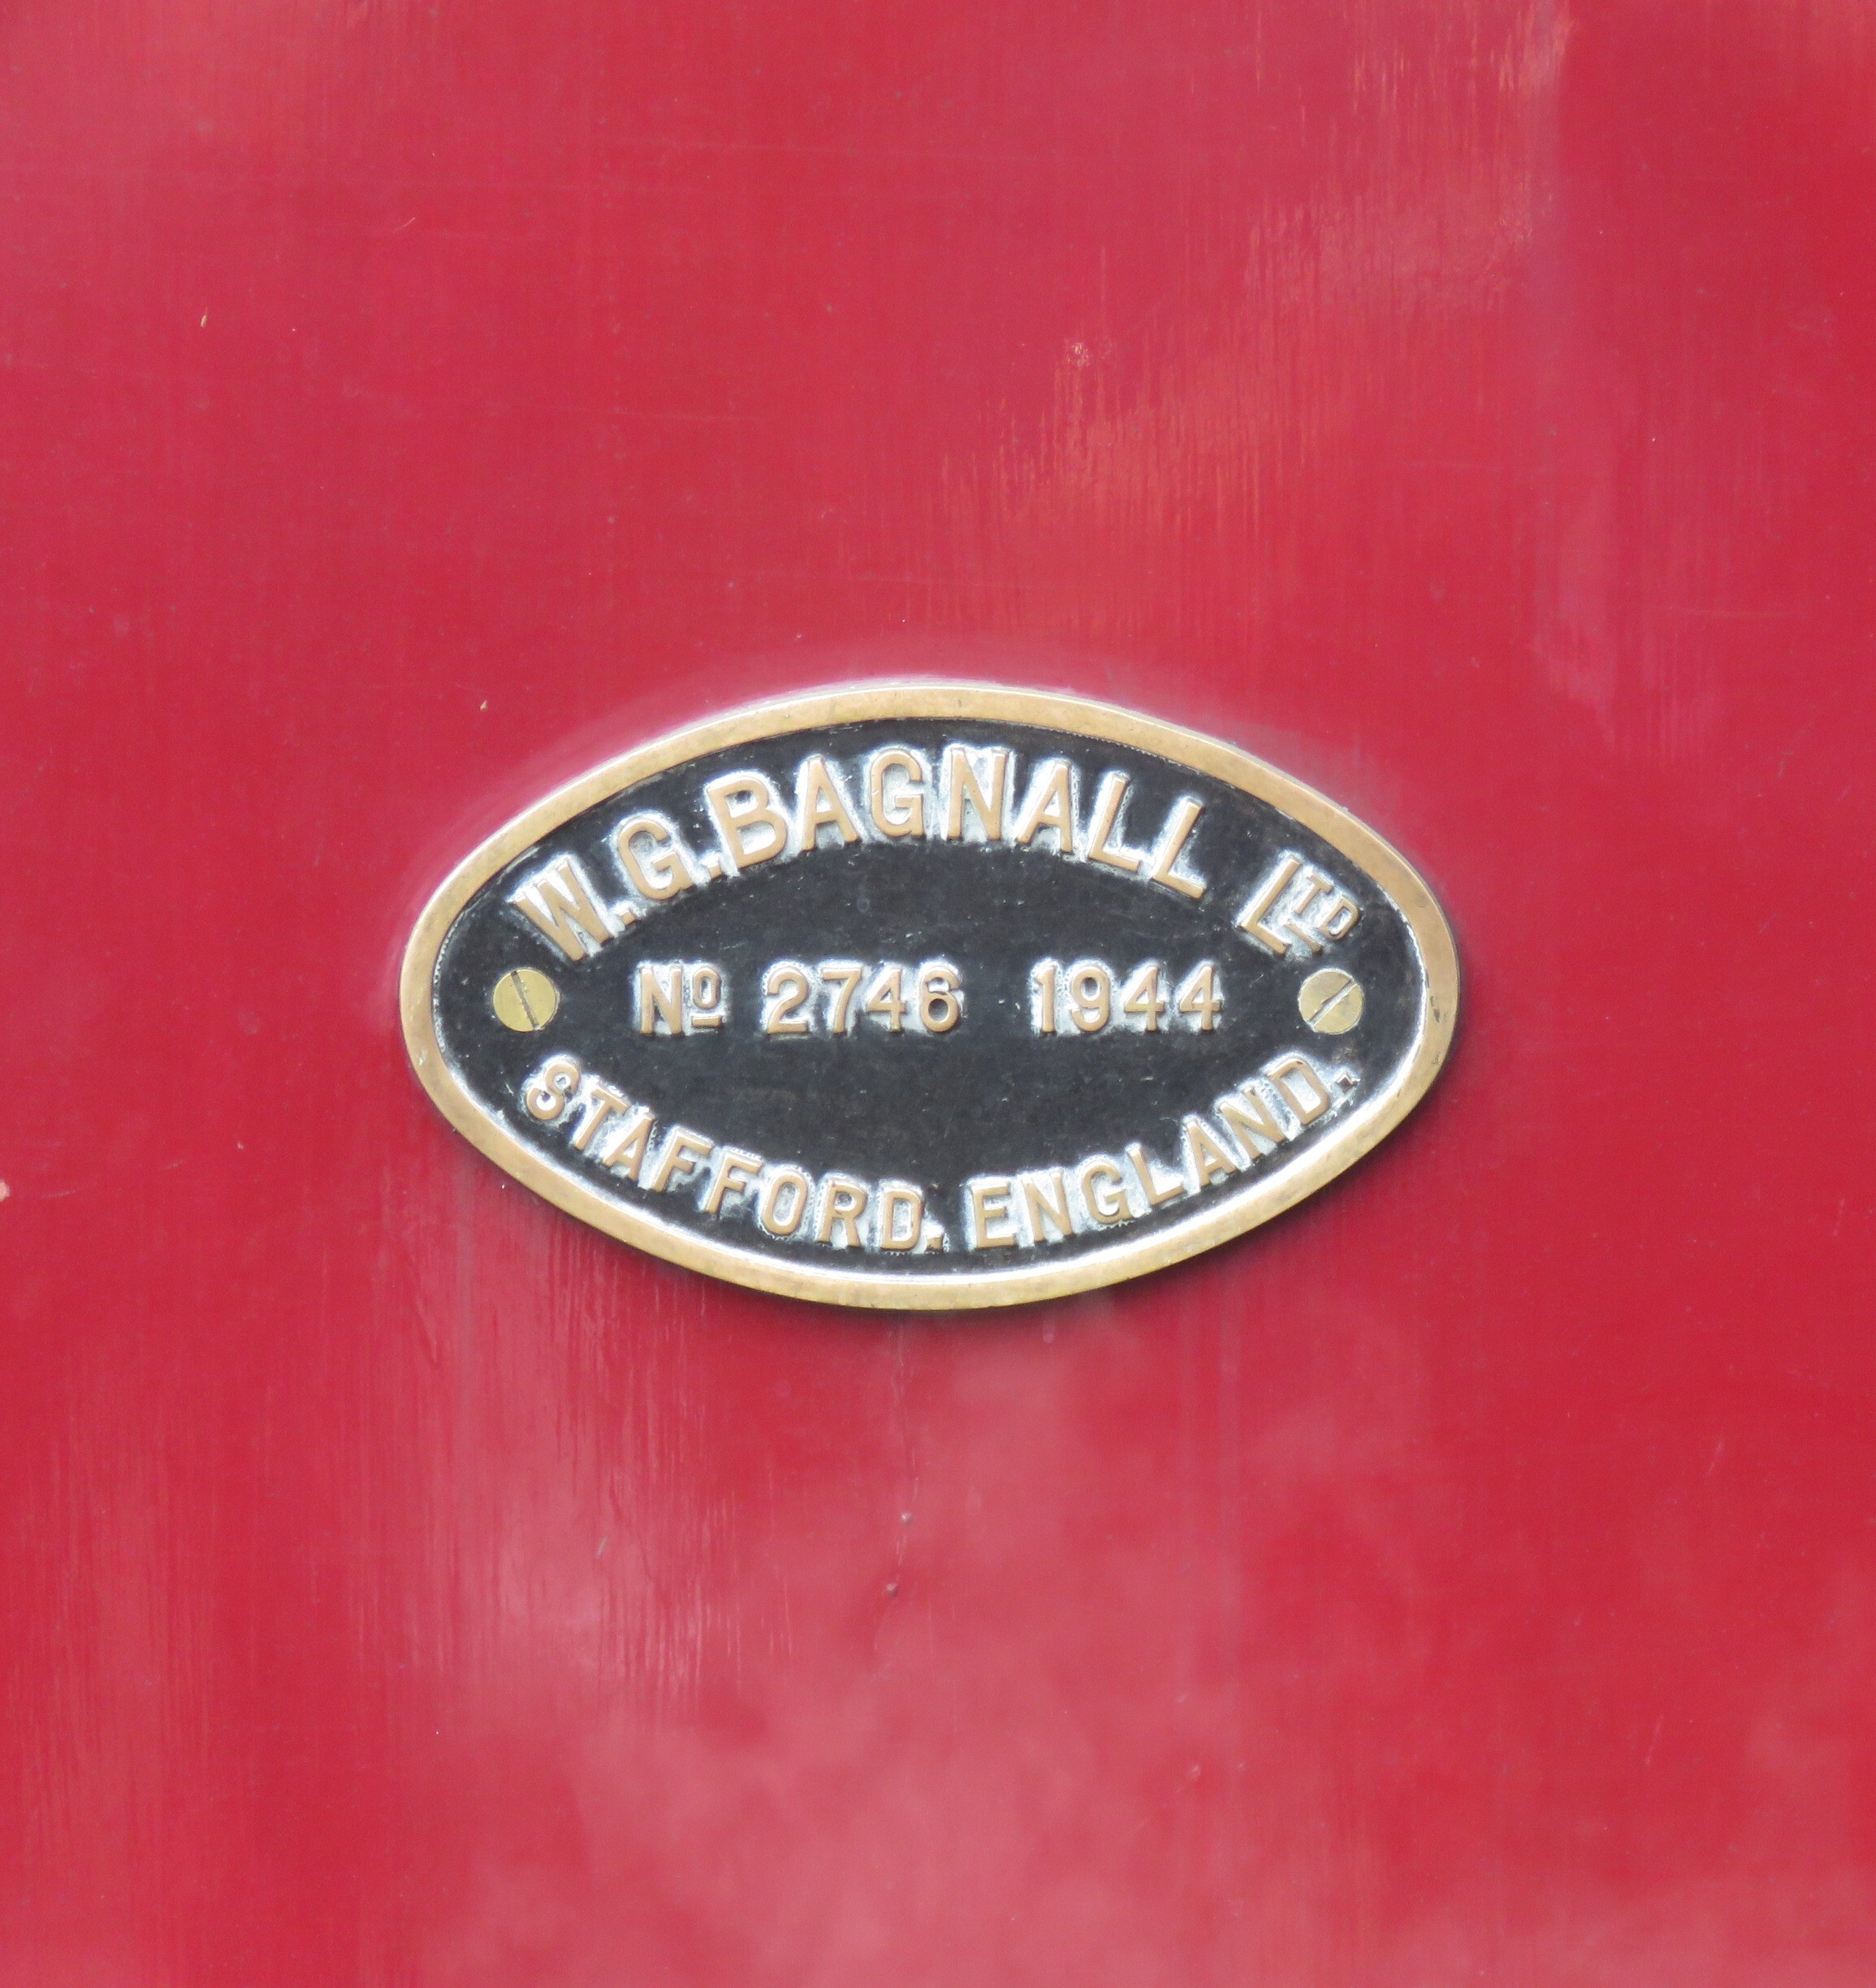 W.G.BAGNALL LTD
Nº 2746 1944
STAFFORD. ENGLAND.